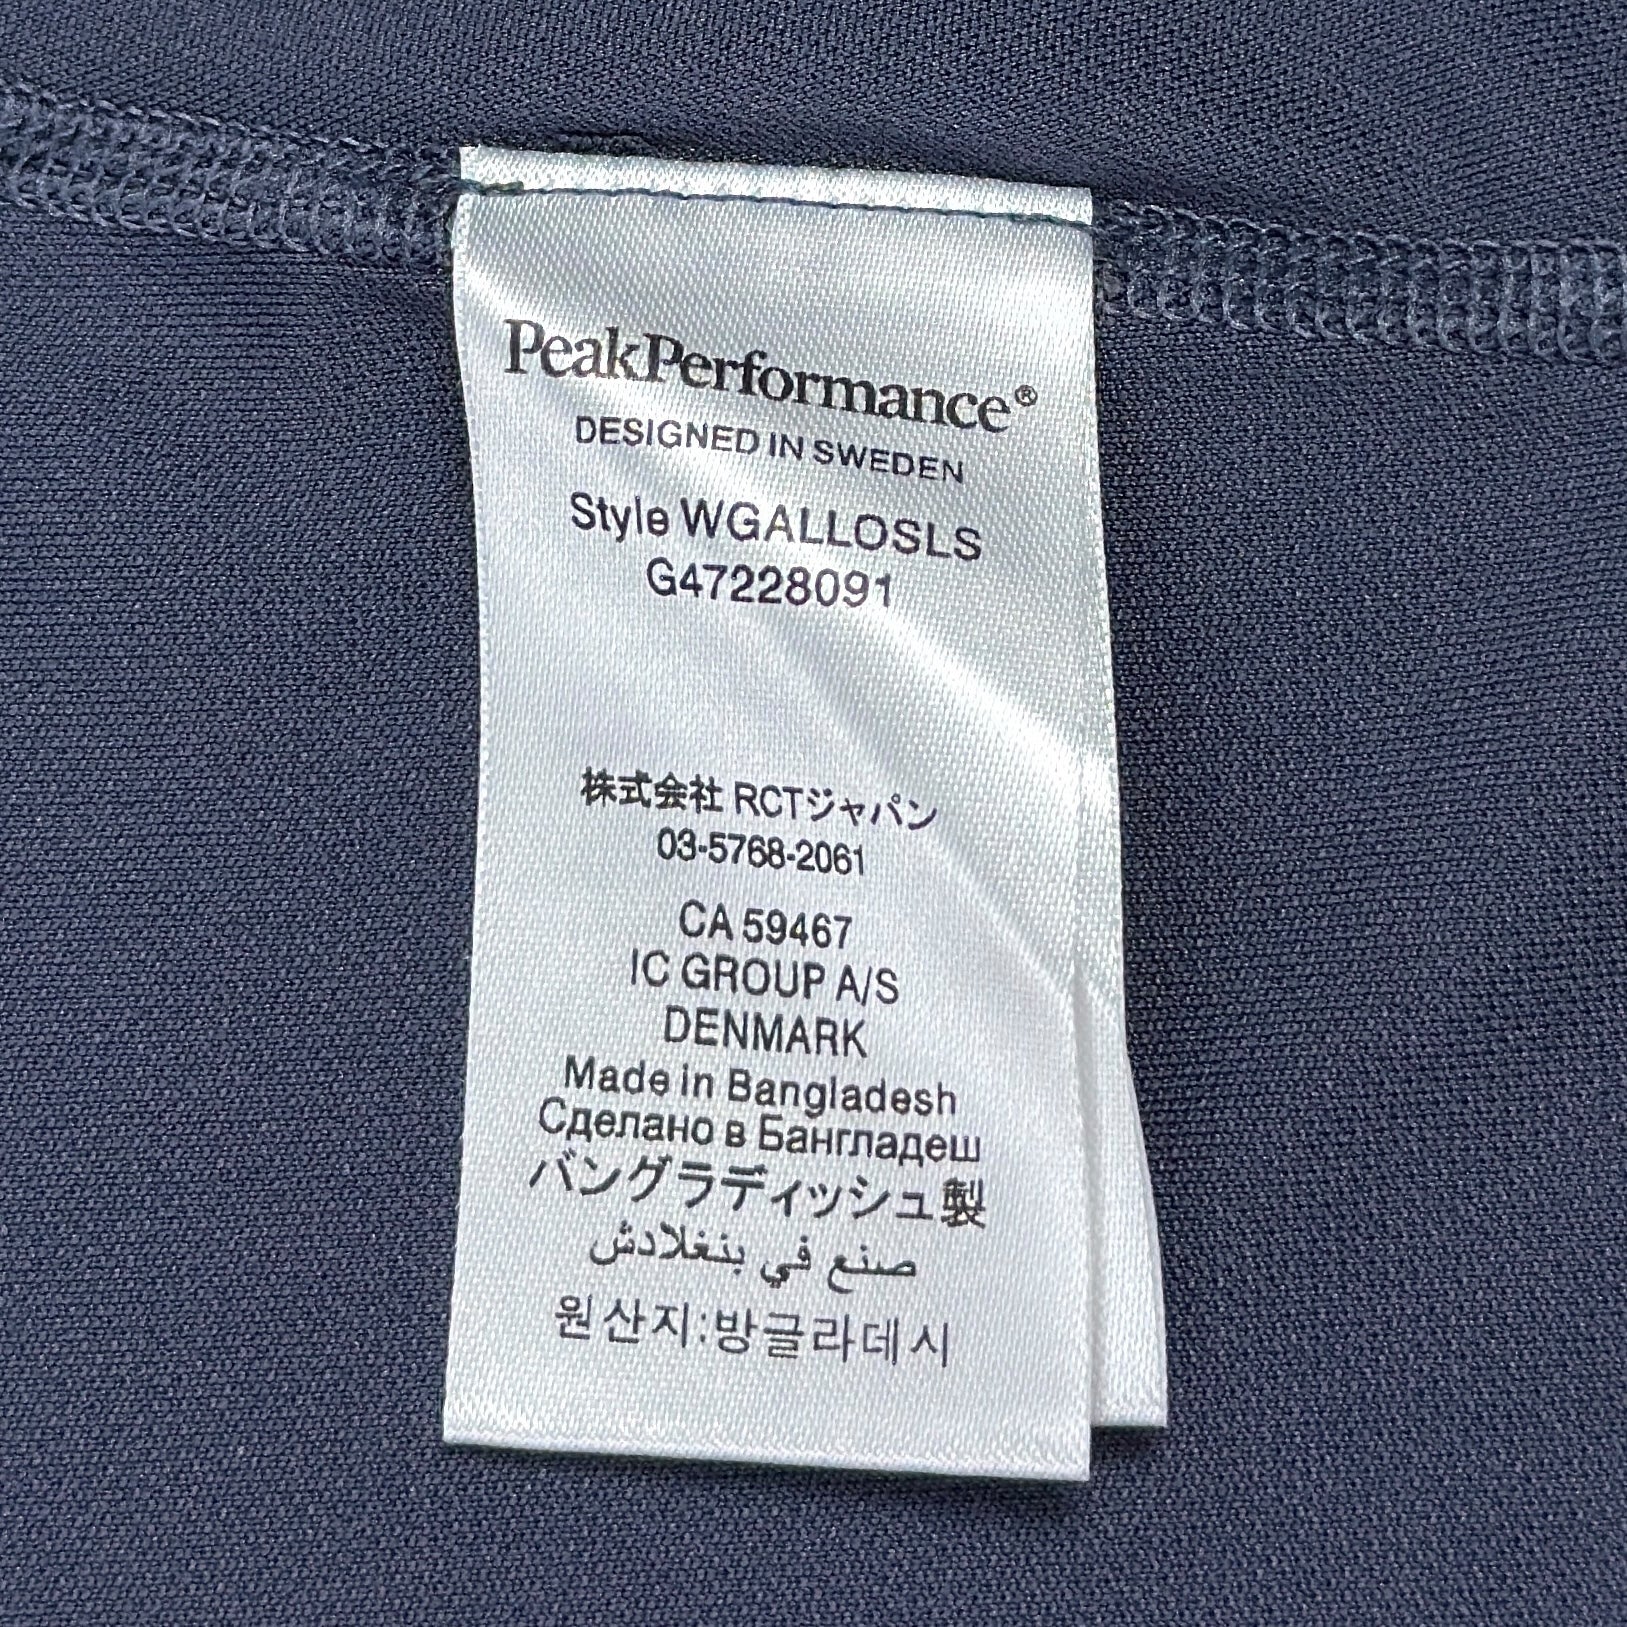 PeakPerformance®
DESIGNED IN SWEDEN
Style WGALLOSLS
G47228091
株式会社 RCTジャパン
03-5768-2061
CA 59467
IC GROUP A/S
DENMARK
Made in Bangladesh
Сделано в Бангладеш
バングラディッシュ製
صنع في بنغلادش
원산지:방글라데시